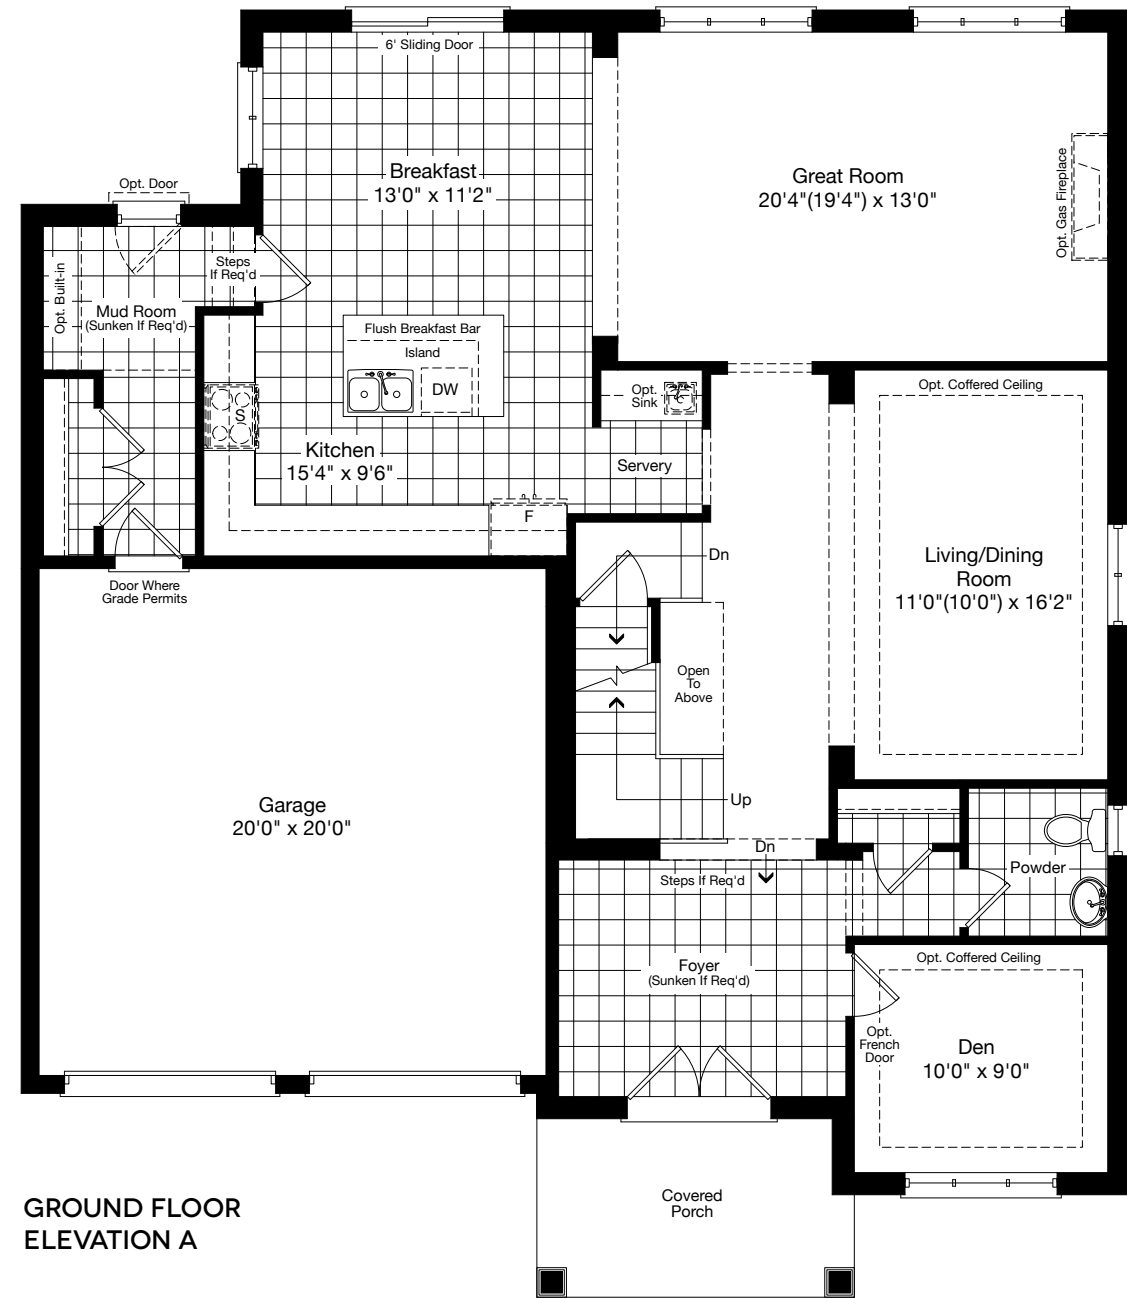 6' Sliding Door
Breakfast
13'0" x 11'2"
Great Room
20'4"(19'4") x 13'0"
Opt. Gas Fireplace
Opt. Door
Steps
If Req'd
Opt. Built-in
Mud Room
(Sunken If Req'd)
Flush Breakfast Bar
Island
DW
S
Opt.
Sink
Opt. Coffered Ceiling
Kitchen
15'4" x 9'6"
Servery
F
Dn
Living/Dining
Room
11'0"(10'0") x 16'2"
Door Where
Grade Permits
Open
To
Above
Garage
20'0" x 20'0"
Up
Dn
Steps If Req'd
Powder
Foyer
(Sunken If Req'd)
Opt. Coffered Ceiling
Opt.
French
Door
Den
10'0" x 9'0"
Covered
Porch
GROUND FLOOR
ELEVATION A